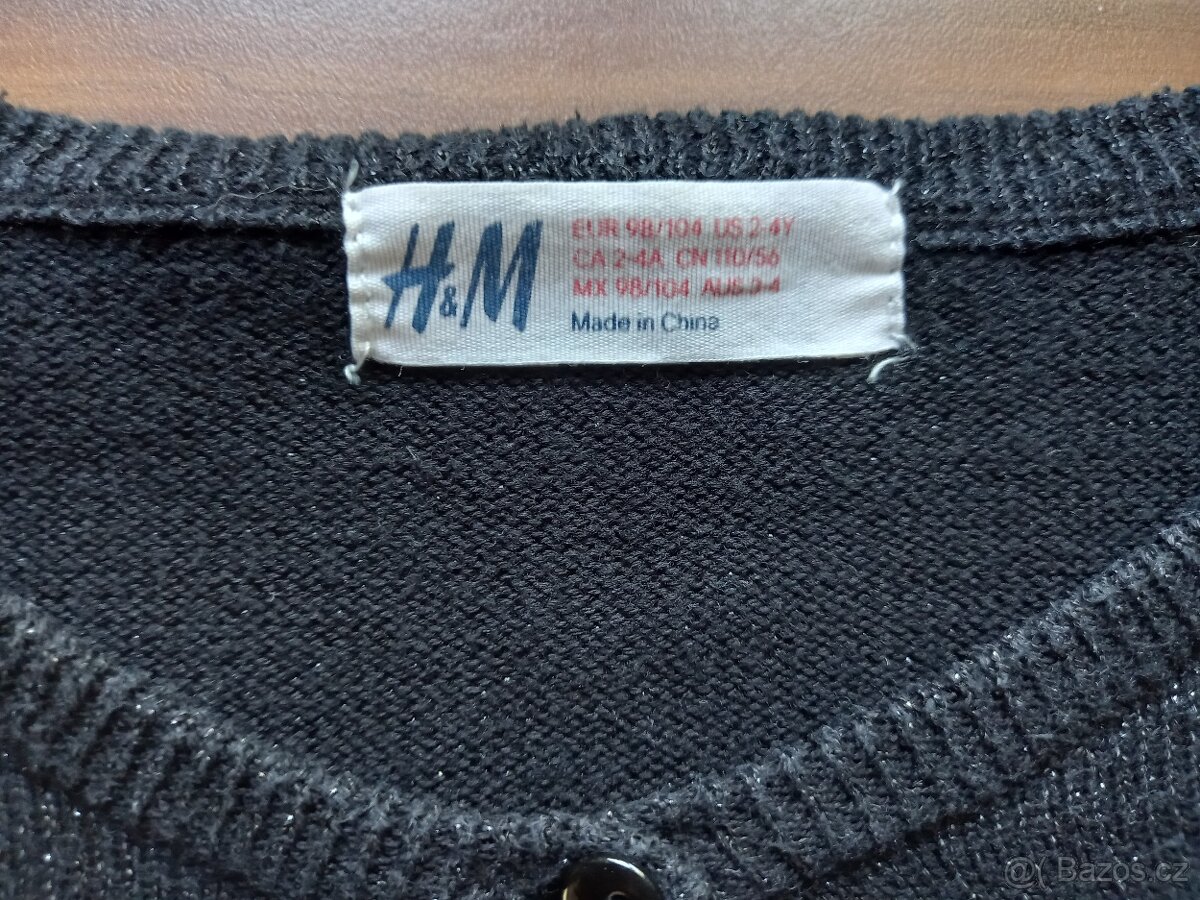 H&M
EUR 98/104 US 2-4Y
CA 2-4A CN 110/56
MX 98/104 AUS 2-4
Made in China
@( Bazos.cz